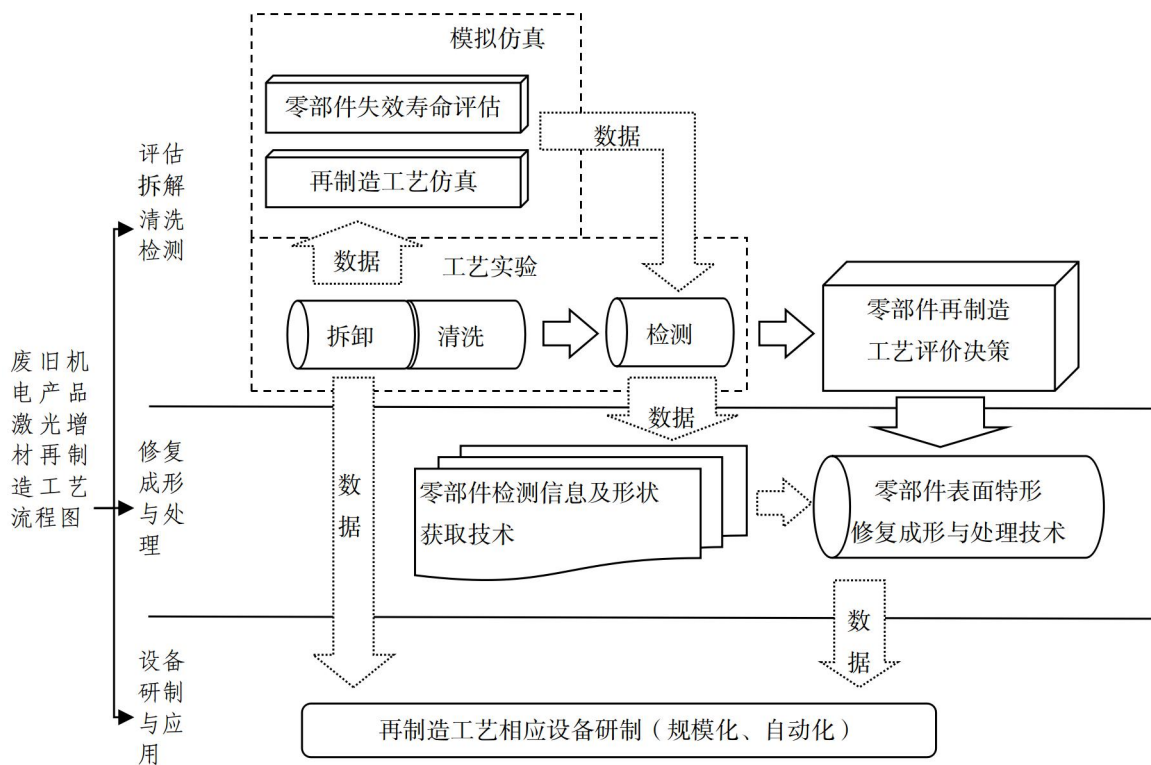 模拟仿真
零部件失效寿命评估
数据
再制造工艺仿真
评估
拆解
清洗
检测
数据
工艺实验
拆卸
清洗
检测
零部件再制造
工艺评价决策
废旧机
电产品
激光增
材再制
造工艺
流程图
数据
修复
成形
与处
理
数
据
零部件检测信息及形状
获取技术
零部件表面特形
修复成形与处理技术
数
据
设备
研制
与应
用
再制造工艺相应设备研制（规模化、自动化）